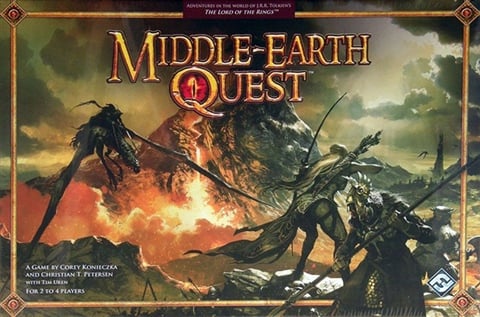 ADVENTURES IN THE WORLD OF J.R.R. TOLKIEN'S
THE LORD OF THE RINGS™
MIDDLE-EARTH
QUEST™
A GAME BY COREY KONIECZKA
AND CHRISTIAN T. PETERSEN
WITH TIM UREN
FOR 2 TO 4 PLAYERS